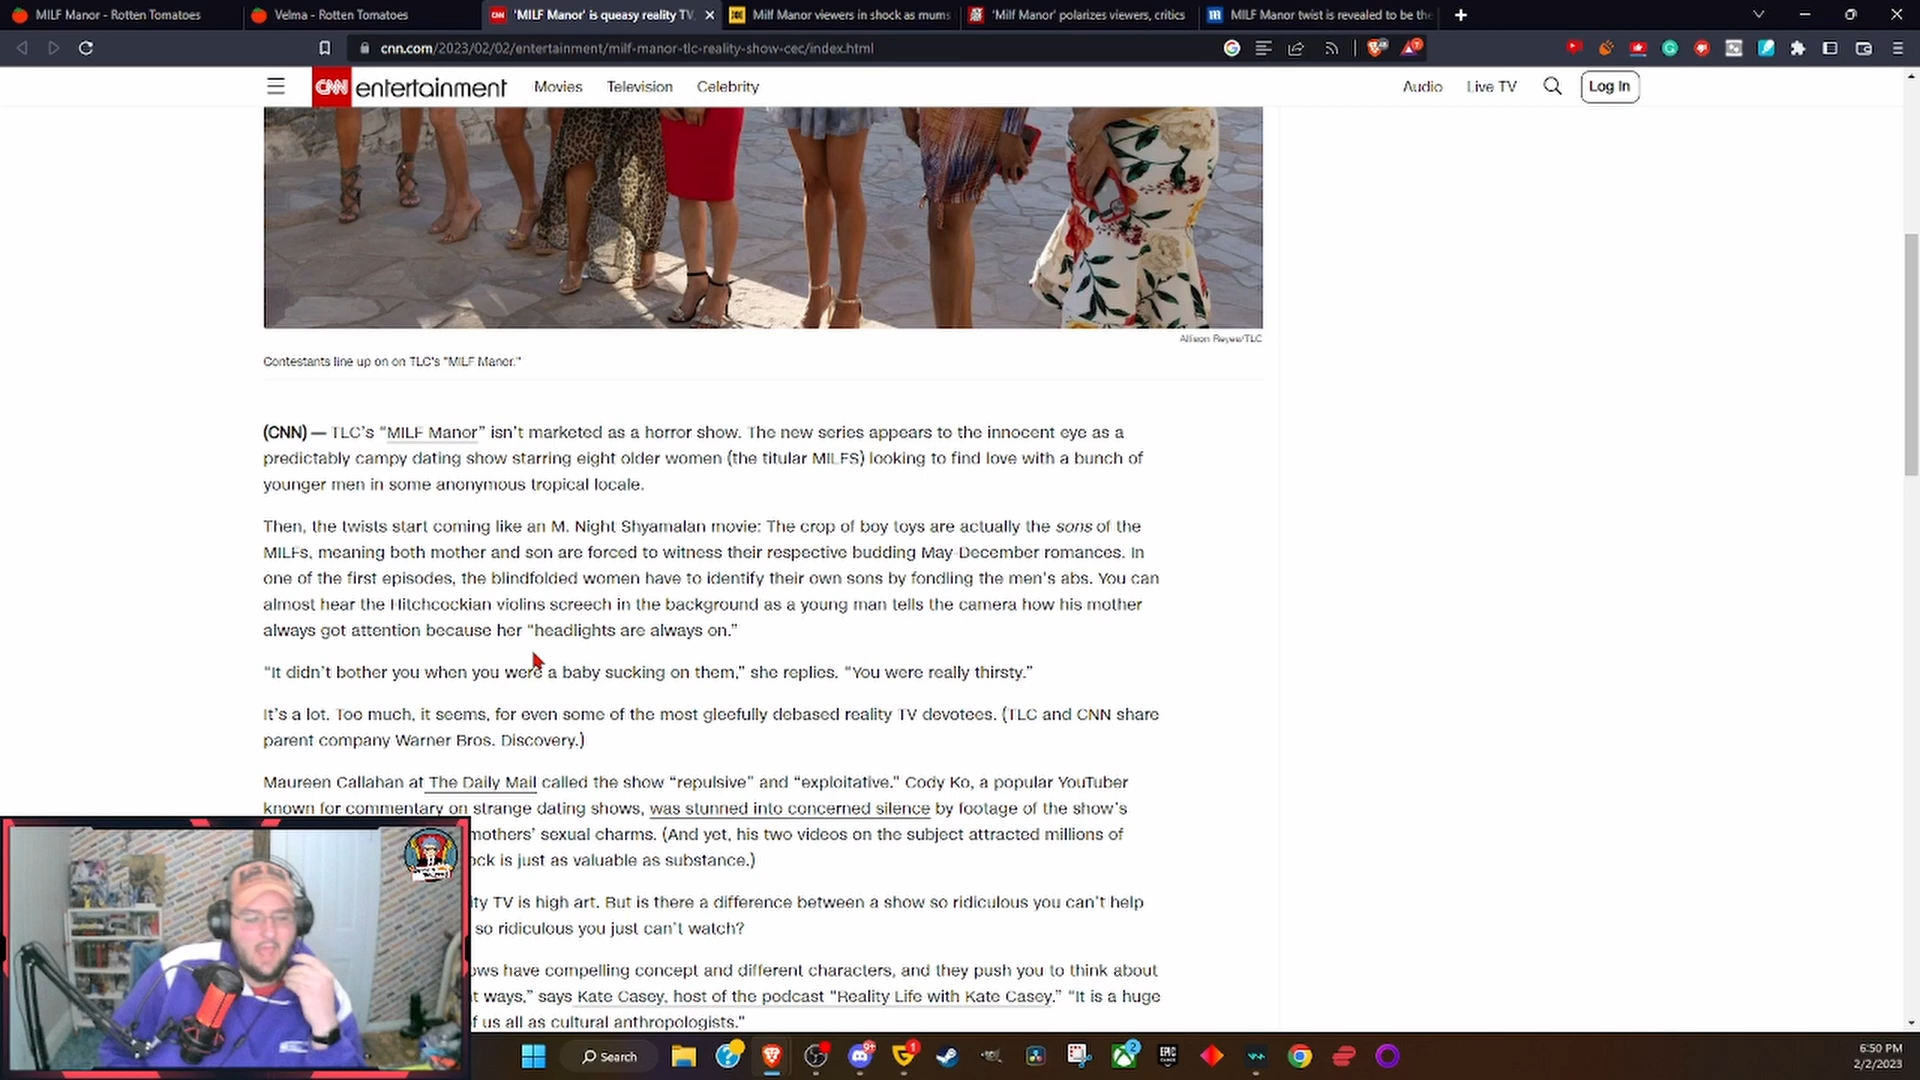 MILF Manor - Rotten Tomatoes
Velma - Rotten Tomatoes
'MILF Manor' is queasy reality TV
Milf Manor viewers in shock as mums
'Milf Manor' polarizes viewers, critics
MILF Manor twist is revealed to be the
cnn.com/2023/02/02/entertainment/milf-manor-tlc-reality-show-cec/index.html
CNN entertainment
Movies
Television
Celebrity
Audio
Live TV
Log In
Allison Reyes/TLC
Contestants line up on on TLC's "MILF Manor."
(CNN) — TLC's “MILF Manor” isn't marketed as a horror show. The new series appears to the innocent eye as a
predictably campy dating show starring eight older women (the titular MILFS) looking to find love with a bunch of
younger men in some anonymous tropical locale.
Then, the twists start coming like an M. Night Shyamalan movie: The crop of boy toys are actually the sons of the
MILFs, meaning both mother and son are forced to witness their respective budding May-December romances. In
one of the first episodes, the blindfolded women have to identify their own sons by fondling the men's abs. You can
almost hear the Hitchcockian violins screech in the background as a young man tells the camera how his mother
always got attention because her “headlights are always on.”
“It didn't bother you when you were a baby sucking on them,” she replies. “You were really thirsty.”
It's a lot. Too much, it seems, for even some of the most gleefully debased reality TV devotees. (TLC and CNN share
parent company Warner Bros. Discovery.)
Maureen Callahan at The Daily Mail called the show “repulsive” and “exploitative.” Cody Ko, a popular YouTuber
known for commentary on strange dating shows, was stunned into concerned silence by footage of the show's
mothers' sexual charms. (And yet, his two videos on the subject attracted millions of
ock is just as valuable as substance.)
ity TV is high art. But is there a difference between a show so ridiculous you can't help
so ridiculous you just can't watch?
ows have compelling concept and different characters, and they push you to think about
t ways,” says Kate Casey, host of the podcast “Reality Life with Kate Casey.” “It is a huge
f us all as cultural anthropologists.”
Search
6:50 PM
2/2/2023